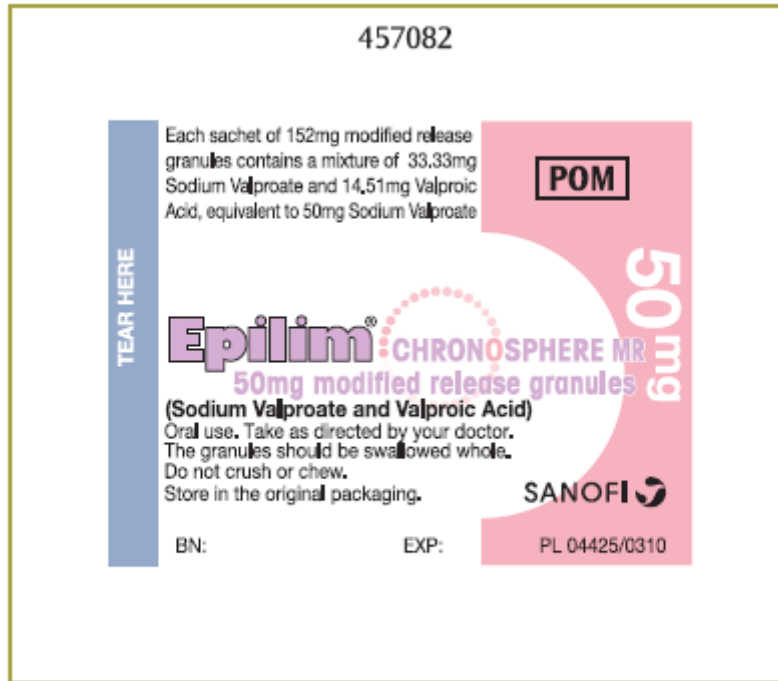 457082
TEAR HERE
Each sachet of 152mg modified release
granules contains a mixture of 33.33mg
Sodium Valproate and 14.51mg Valproic
Acid, equivalent to 50mg Sodium Valproate
POM
50mg
Epilim® CHRONOSPHERE MR
50mg modified release granules
(Sodium Valproate and Valproic Acid)
Oral use. Take as directed by your doctor.
The granules should be swallowed whole.
Do not crush or chew.
Store in the original packaging.
SANOFI
BN: EXP: PL 04425/0310